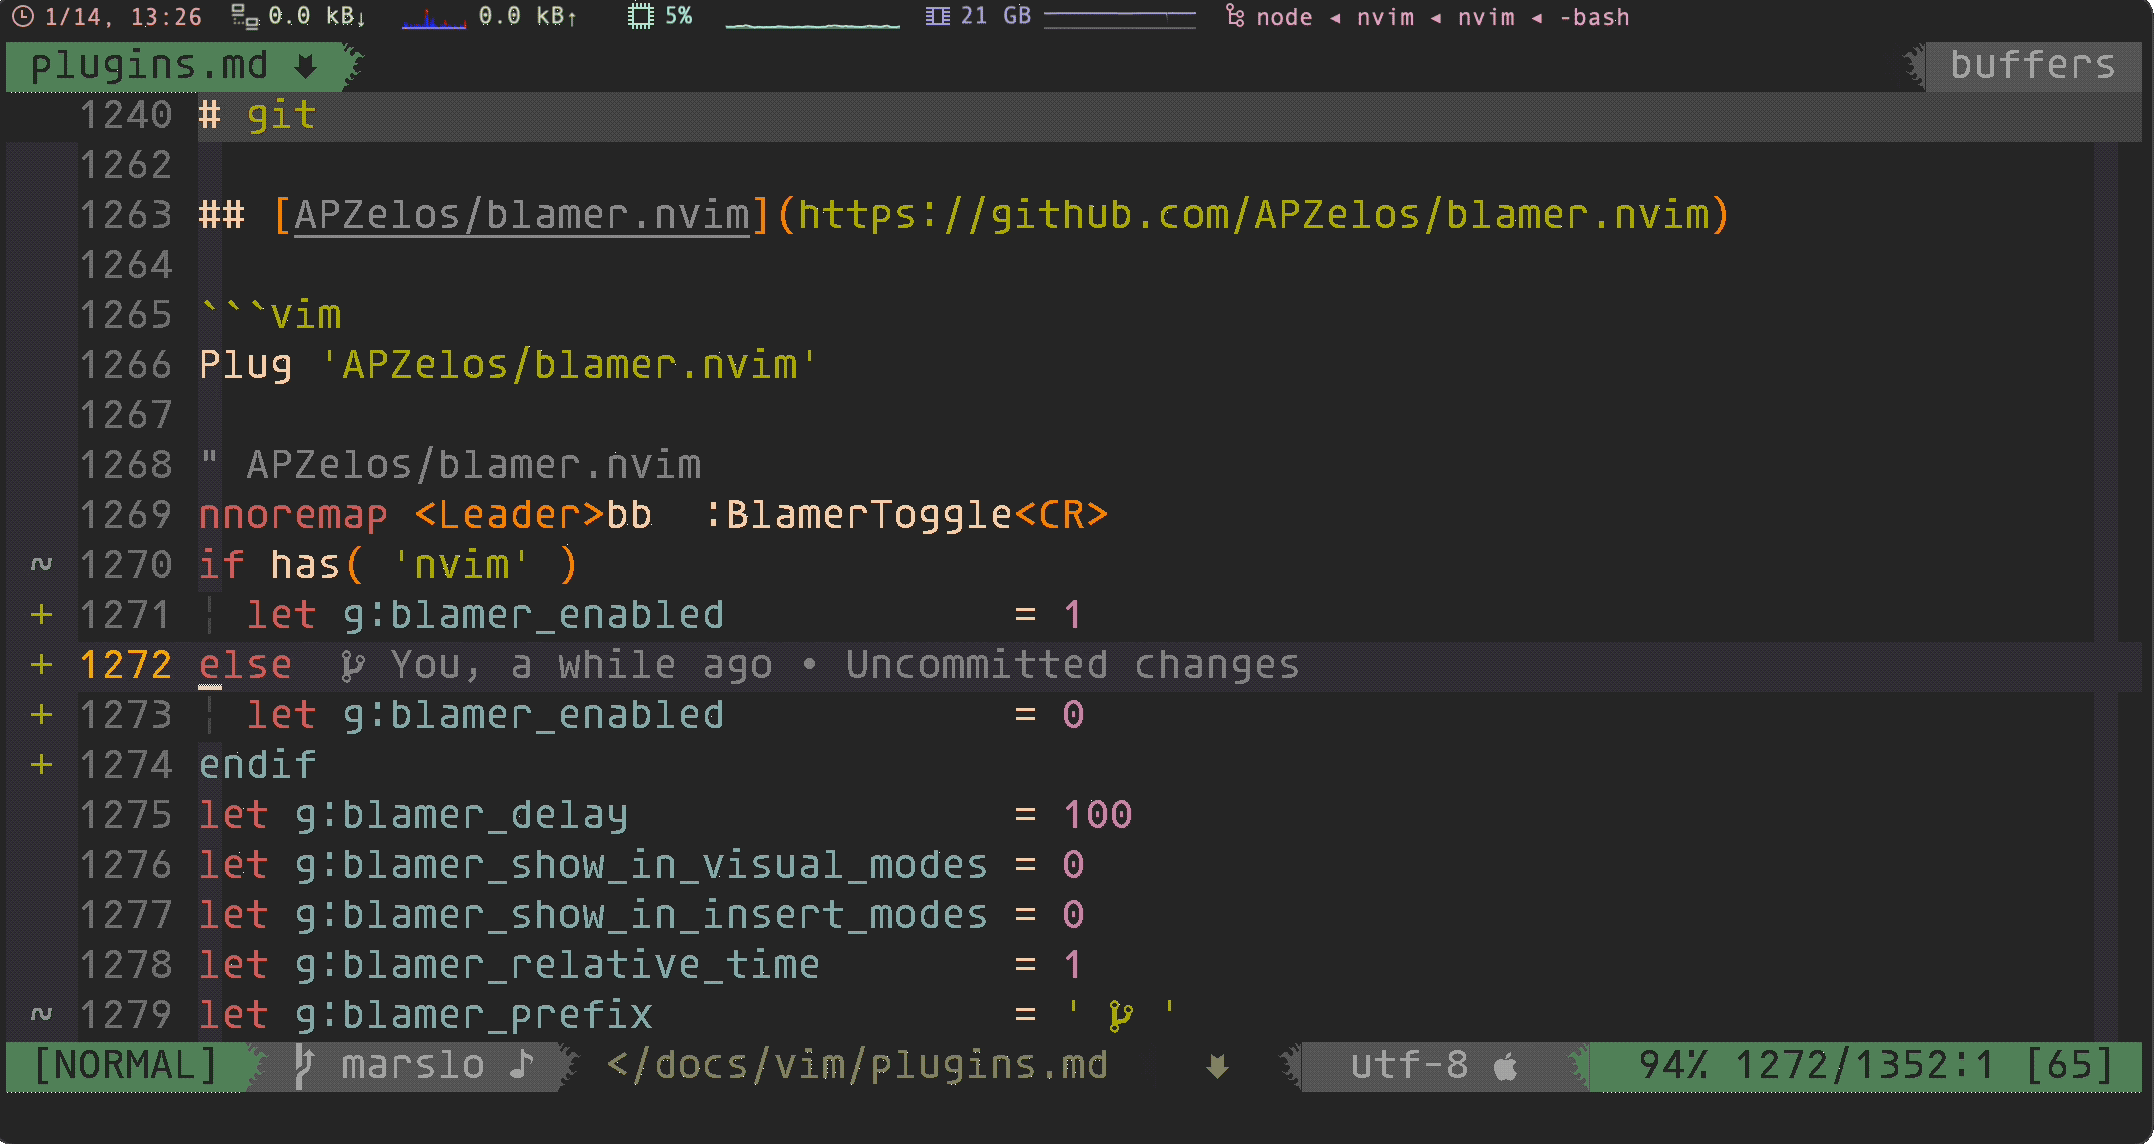 1/14, 13:26 0.0 kB↓ 0.0 kB↑ 5% 21 GB node ◂ nvim ◂ nvim ◂ -bash
plugins.md buffers
1240 # git
1262
1263 ## [APZelos/blamer.nvim](https://github.com/APZelos/blamer.nvim)
1264
1265 ```vim
1266 Plug 'APZelos/blamer.nvim'
1267
1268 " APZelos/blamer.nvim
1269 nnoremap <Leader>bb  :BlamerToggle<CR>
~ 1270 if has( 'nvim' )
+ 1271 ¦ let g:blamer_enabled            = 1
+ 1272 else  You, a while ago • Uncommitted changes
+ 1273 ¦ let g:blamer_enabled            = 0
+ 1274 endif
1275 let g:blamer_delay                = 100
1276 let g:blamer_show_in_visual_modes = 0
1277 let g:blamer_show_in_insert_modes = 0
1278 let g:blamer_relative_time        = 1
~ 1279 let g:blamer_prefix               = '  '
[NORMAL] marslo ♪ </docs/vim/plugins.md utf-8 94% 1272/1352:1 [65]